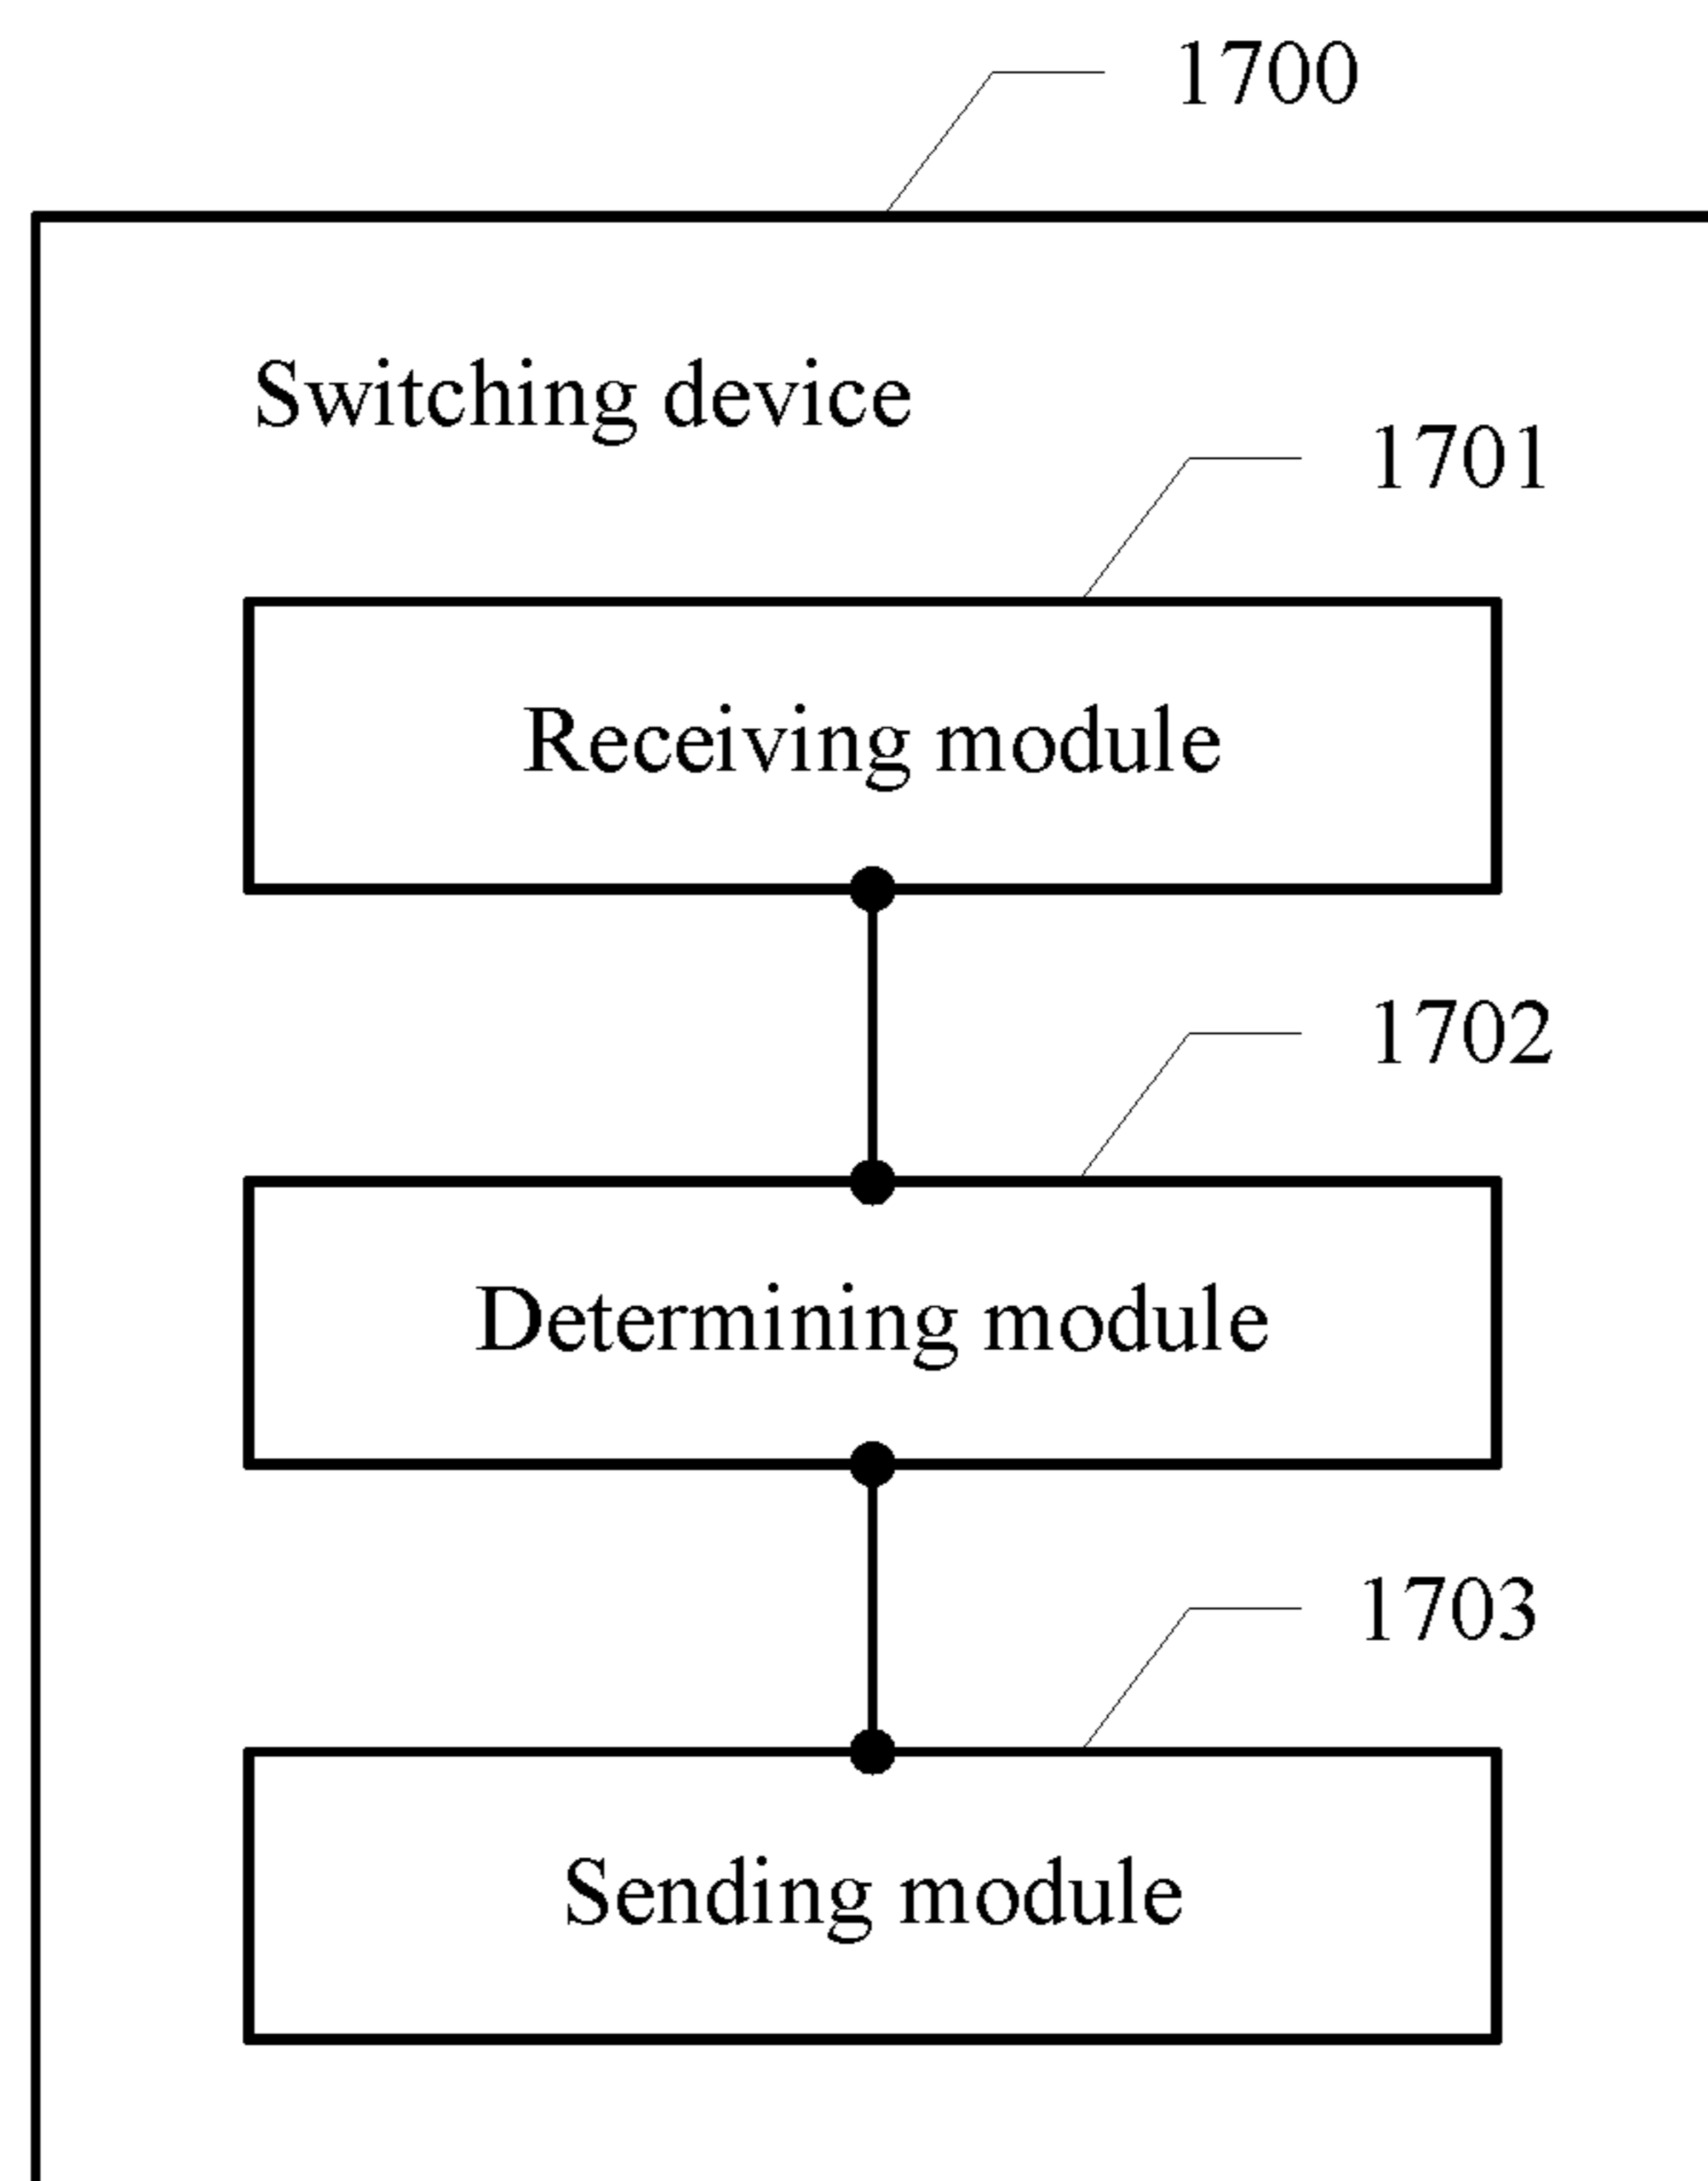 1700
Switching device
1701
Receiving module
1702
Determining module
1703
Sending module